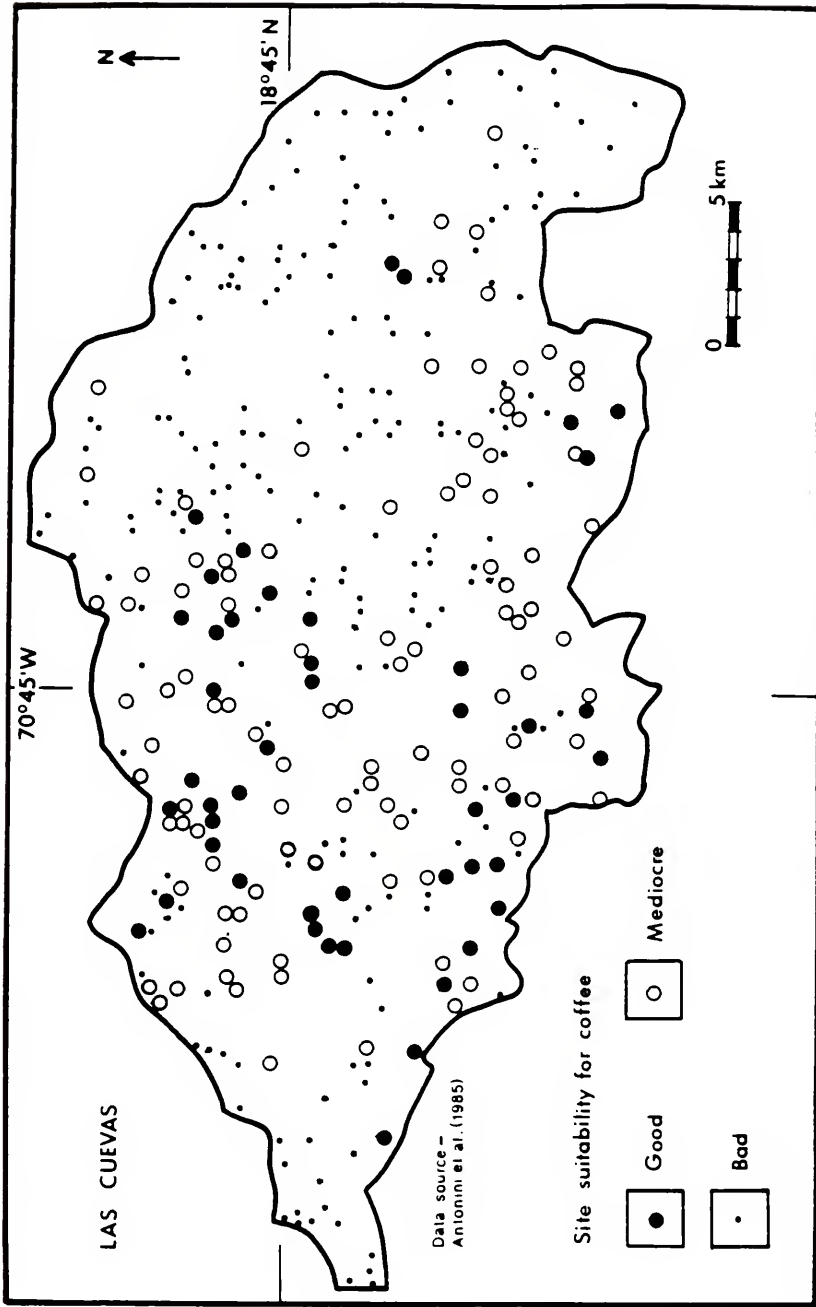 LAS CUEVAS
70°45'W
N
18°45' N
Data source –
Antonini et al. (1985)
0 5 km
Site suitability for coffee
Good
Mediocre
Bad